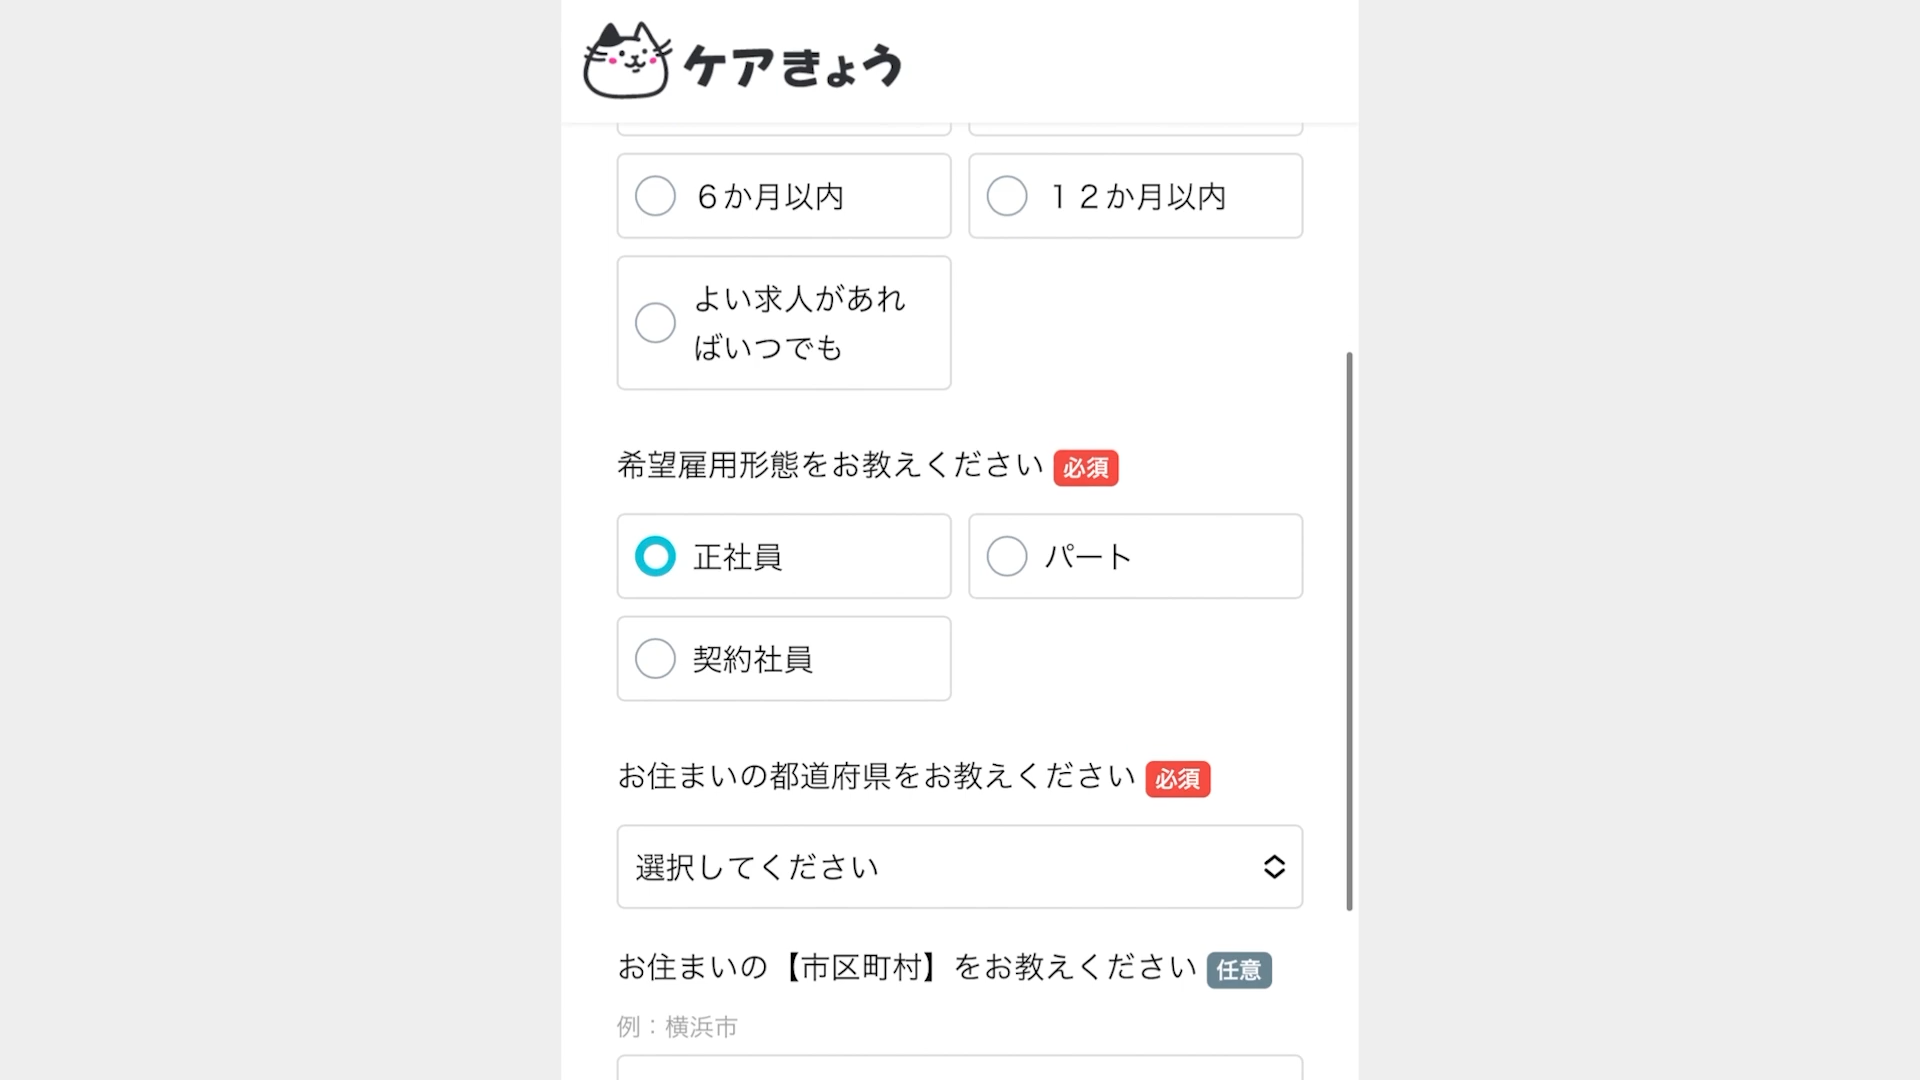 ケアきょう
６か月以内
１２か月以内
よい求人があれ
ばいつでも
希望雇用形態をお教えください 必須
正社員
パート
契約社員
お住まいの都道府県をお教えください 必須
選択してください
お住まいの【市区町村】をお教えください 任意
例：横浜市